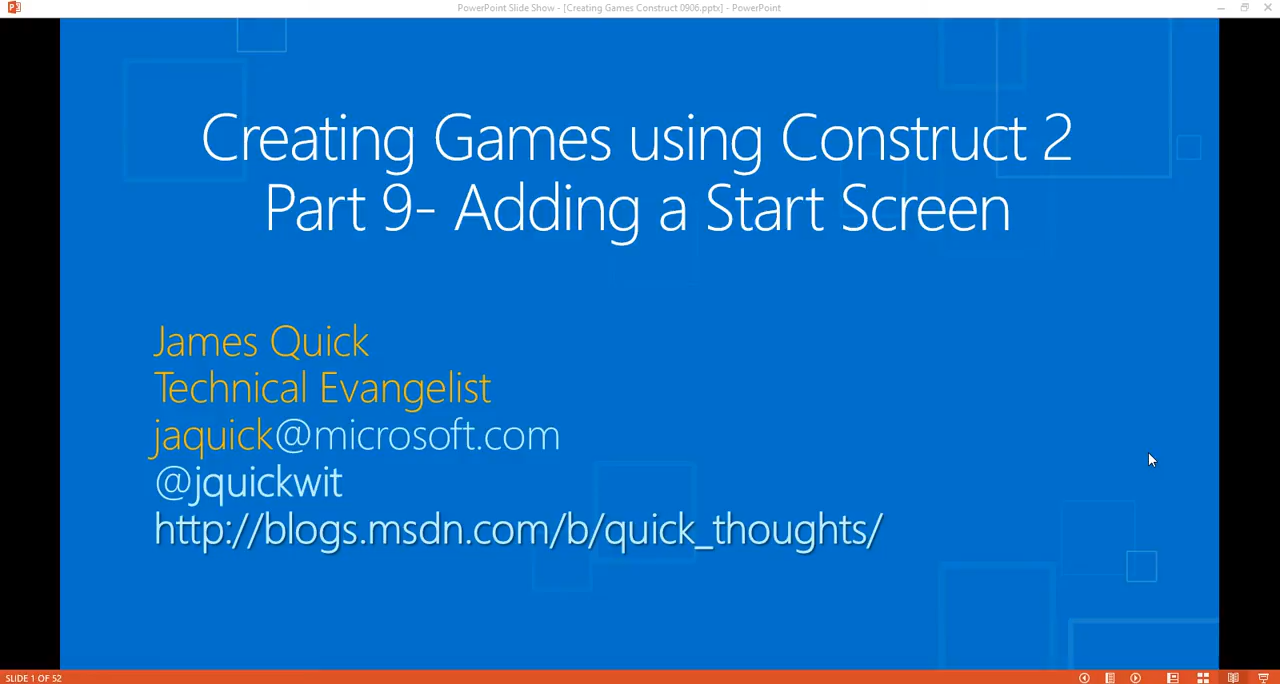 PowerPoint Slide Show - [Creating Games Construct 0906.pptx] - PowerPoint
Creating Games using Construct 2
Part 9- Adding a Start Screen
James Quick
Technical Evangelist
jaquick@microsoft.com
@jquickwit
http://blogs.msdn.com/b/quick_thoughts/
SLIDE 1 OF 52